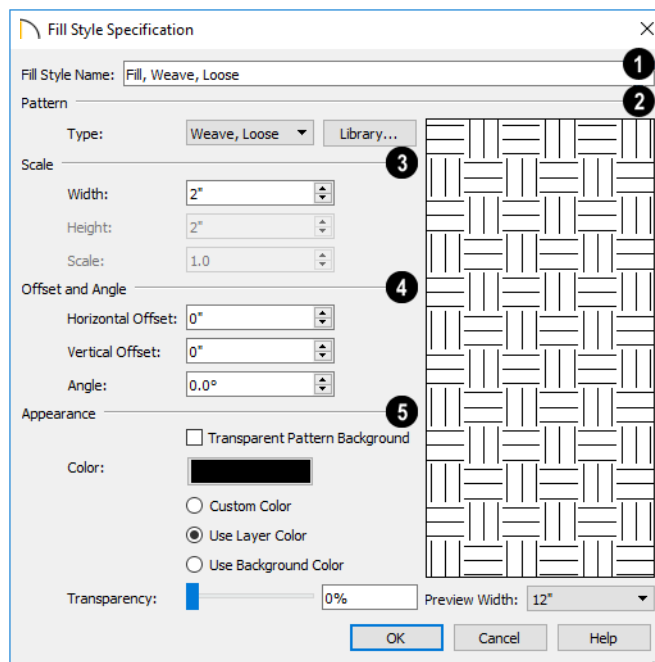 Fill Style Specification
Fill Style Name: Fill, Weave, Loose 1
Pattern 2
Type: Weave, Loose Library...
Scale 3
Width: 2"
Height: 2"
Scale: 1.0
Offset and Angle 4
Horizontal Offset: 0"
Vertical Offset: 0"
Angle: 0.0°
Appearance 5
Transparent Pattern Background
Color:
Custom Color
Use Layer Color
Use Background Color
Transparency: 0% Preview Width: 12"
OK Cancel Help